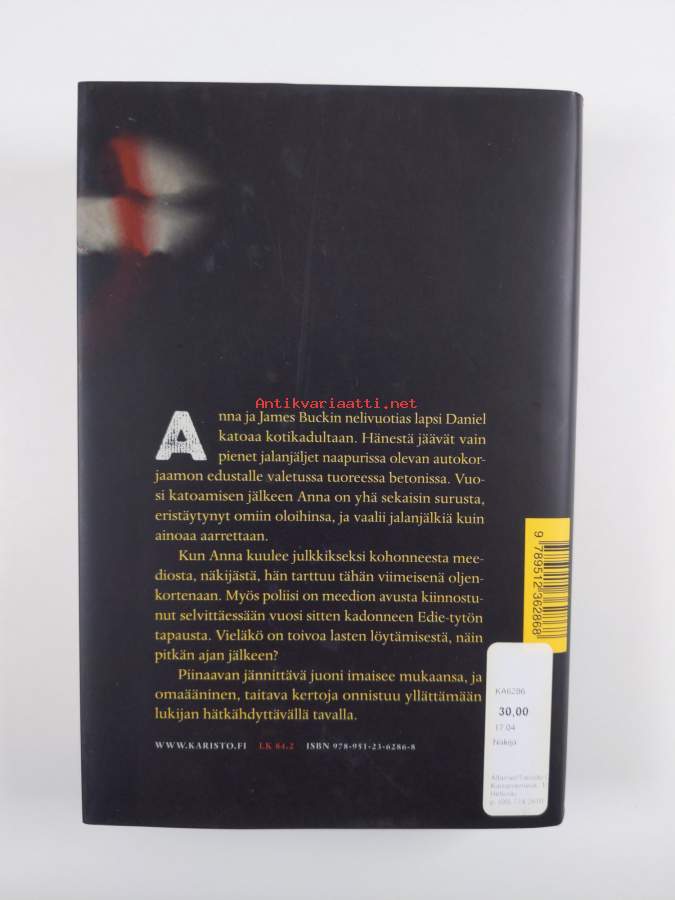 Antikvariaatti.net
Anna ja James Buckin nelivuotias lapsi Daniel
katoaa kotikadultaan. Hänestä jäävät vain
pienet jalanjäljet naapurissa olevan autokor-
jaamon edustalle valetussa tuoreessa betonissa. Vuo-
si katoamisen jälkeen Anna on yhä sekaisin surusta,
eristäytynyt omiin oloihinsa, ja vaalii jalanjälkiä kuin
ainoaa aarrettaan.
Kun Anna kuulee julkkikseksi kohonneesta mee-
diosta, näkijästä, hän tarttuu tähän viimeisenä oljen-
kortenaan. Myös poliisi on meedion avusta kiinnostu-
nut selvittäessään vuosi sitten kadonneen Edie-tytön
tapausta. Vieläkö on toivoa lasten löytämisestä, näin
pitkän ajan jälkeen?
Piinaavan jännittävä juoni imaisee mukaansa, ja
omaääninen, taitava kertoja onnistuu yllättämään
lukijan hätkähdyttävällä tavalla.
WWW.KARISTO.FI LK 84.2 ISBN 978-951-23-6286-8
9 789512 362868
KA6286
30,00
17.04
Näkijä
Helsinki